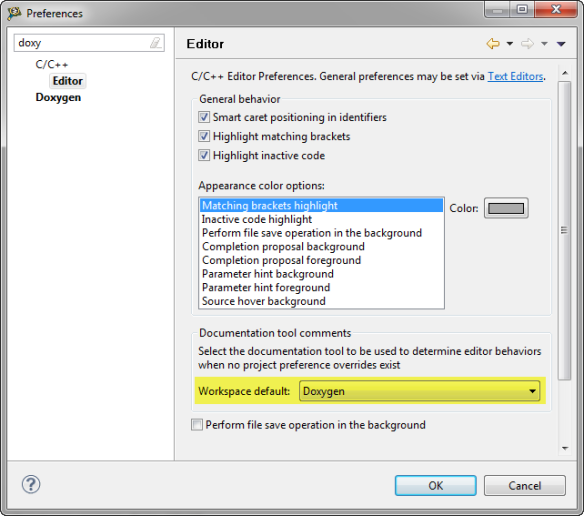 Preferences
doxy
C/C++
Editor
Doxygen
Editor
C/C++ Editor Preferences. General preferences may be set via Text Editors.
General behavior
Smart caret positioning in identifiers
Highlight matching brackets
Highlight inactive code
Appearance color options:
Matching brackets highlight
Inactive code highlight
Perform file save operation in the background
Completion proposal background
Completion proposal foreground
Parameter hint background
Parameter hint foreground
Source hover background
Color:
Documentation tool comments
Select the documentation tool to be used to determine editor behaviors
when no project preference overrides exist
Workspace default: Doxygen
Perform file save operation in the background
? OK Cancel